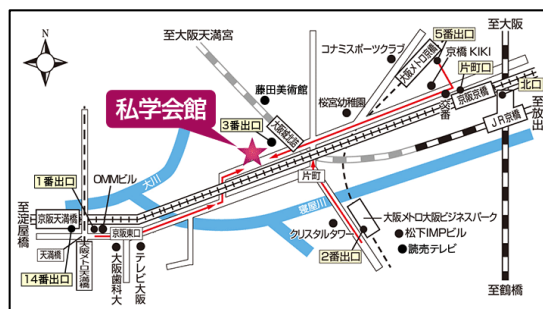 至大阪
至大阪天満宮
コナミスポーツクラブ
5番出口
京橋KIKI
大阪メトロ京橋
片町口
藤田美術館
桜宮幼稚園
交番
京阪京橋
北口
私学会館
3番出口
大阪城北詰
JR京橋
至放出
大川
片町
1番出口
OMMビル
寝屋川
至淀屋橋
京阪天満橋
京阪東口
大阪メトロ大阪ビジネスパーク
天満橋
クリスタルタワー
松下IMPビル
読売テレビ
14番出口
大阪メトロ天満橋
大阪歯科大
テレビ大阪
2番出口
至鶴橋